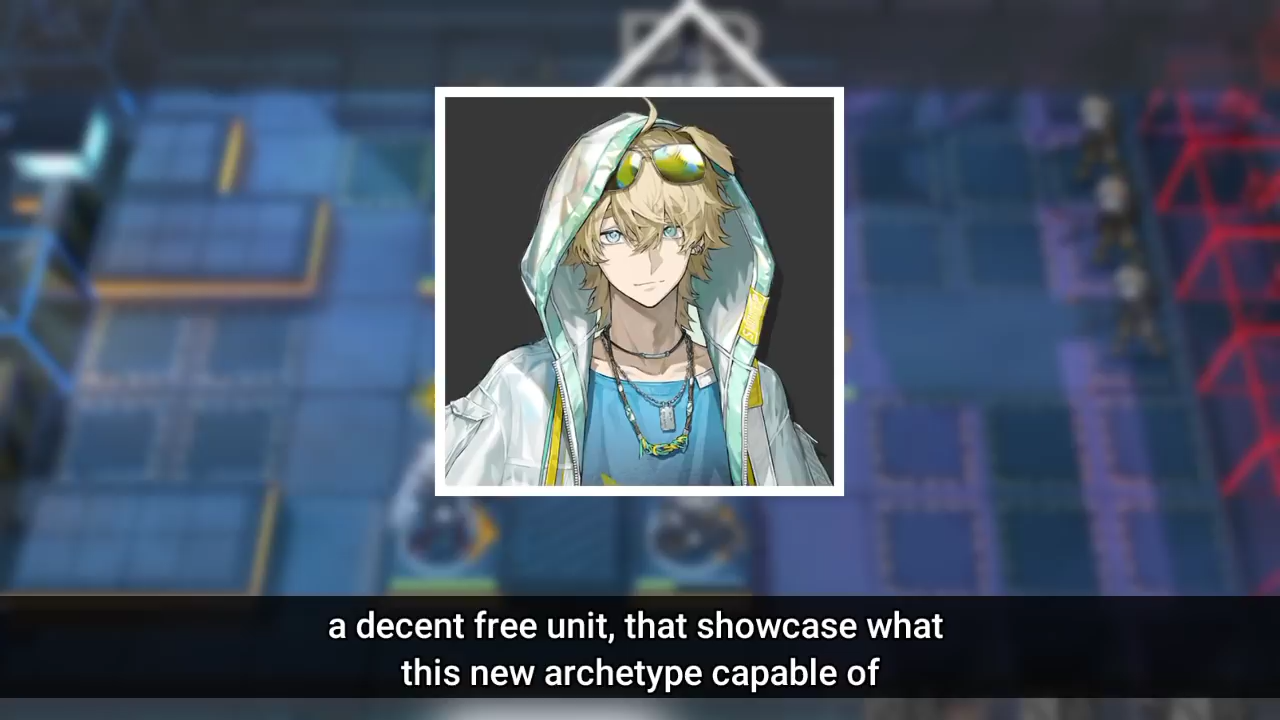 a decent free unit, that showcase what
this new archetype capable of